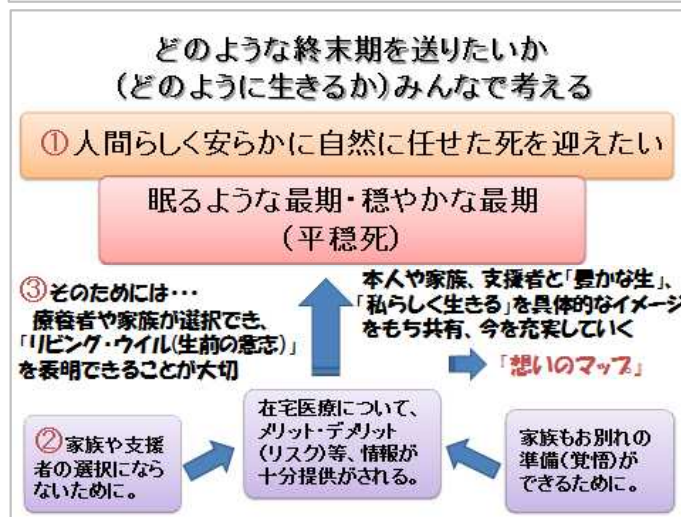 どのような終末期を送りたいか
(どのように生きるか)みんなで考える
①人間らしく安らかに自然に任せた死を迎えたい
眠るような最期・穏やかな最期
(平穏死)
③そのためには・・・
療養者や家族が選択でき、
「リビング・ウイル(生前の意志)」
を表明できることが大切
本人や家族、支援者と「豊かな生」、
「私らしく生きる」を具体的なイメージ
をもち共有、今を充実していく
「想いのマップ」
②家族や支援
者の選択になら
ないために。
在宅医療について、
メリット・デメリット
(リスク)等、情報が
十分提供がされる。
家族もお別れの
準備(覚悟)が
できるために。